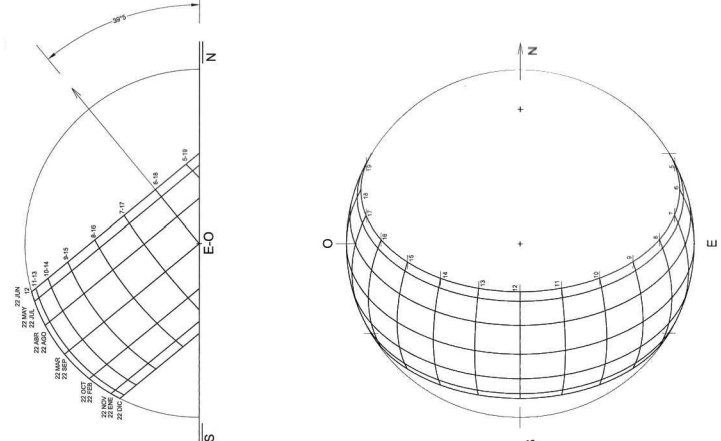 39°5
N
5-19
6-18
7-17
8-16
9-15
10-14
11-13
12
22 JUN
22 MAY
22 JUL
22 ABR
22 AGO
22 MAR
22 SEP
22 OCT
22 FEB.
22 NOV
22 ENE
22 DIC
E-O
S
N
O
E
19
18
17
16
15
14
13
12
11
10
9
8
7
6
5